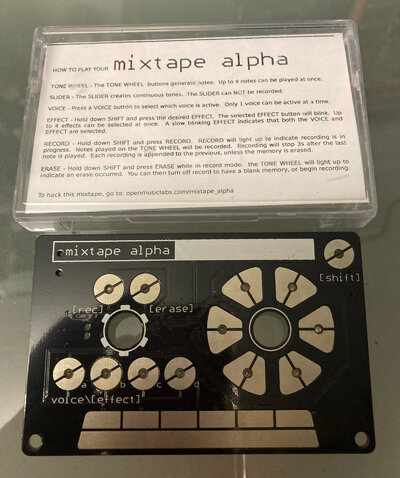 HOW TO PLAY YOUR mixtape alpha
TONE WHEEL - The TONE WHEEL buttons generate notes. Up to 4 notes can be played at once.
SLIDER - The SLIDER creates continuous tones. The SLIDER can NOT be recorded.
VOICE - Press a VOICE button to select which voice is active. Only 1 voice can be active at a time.
EFFECT - Hold down SHIFT and press the desired EFFECT. The selected EFFECT button will blink. Up
to 4 effects can be selected at once. A slow blinking EFFECT indicates that both the VOICE and
EFFECT are selected.
RECORD - Hold down SHIFT and press RECORD. RECORD will light up to indicate recording is in
progress. Notes played on the TONE WHEEL will be recorded. Recording will stop 3s after the last
note is played. Each recording is appended to the previous, unless the memory is erased.
ERASE - Hold down SHIFT and press ERASE while in record mode. the TONE WHEEL will light up to
indicate an erase occurred. You can then turn off record to have a blank memory, or begin recording.
To hack this mixtape, go to: openmusiclabs.com/mixtape_alpha
mixtape alpha
[shift]
[rec] [erase]
a b c d
voice\[effect]